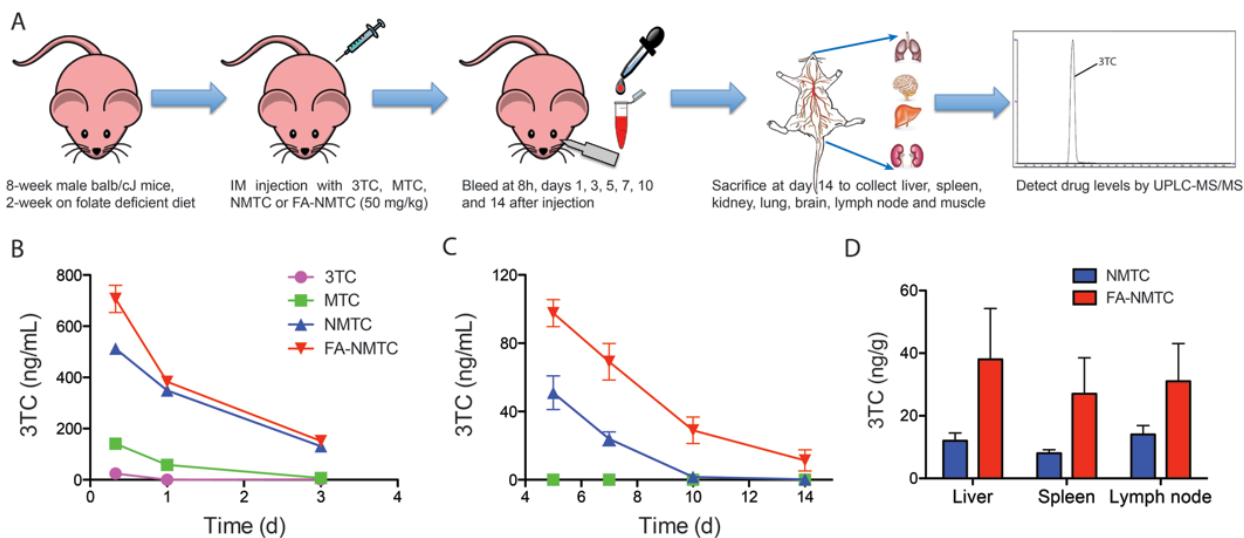 A
3TC
8-week male balb/cJ mice,
2-week on folate deficient diet
IM injection with 3TC, MTC,
NMTC or FA-NMTC (50 mg/kg)
Bleed at 8h, days 1, 3, 5, 7, 10
and 14 after injection
Sacrifice at day 14 to collect liver, spleen,
kidney, lung, brain, lymph node and muscle
Detect drug levels by UPLC-MS/MS
B
800
600
400
200
0
3TC (ng/mL)
0
1
2
3
4
Time (d)
3TC
MTC
NMTC
FA-NMTC
C
120
80
40
0
3TC (ng/mL)
4
6
8
10
12
14
Time (d)
D
60
40
20
0
3TC (ng/g)
NMTC
FA-NMTC
Liver
Spleen
Lymph node